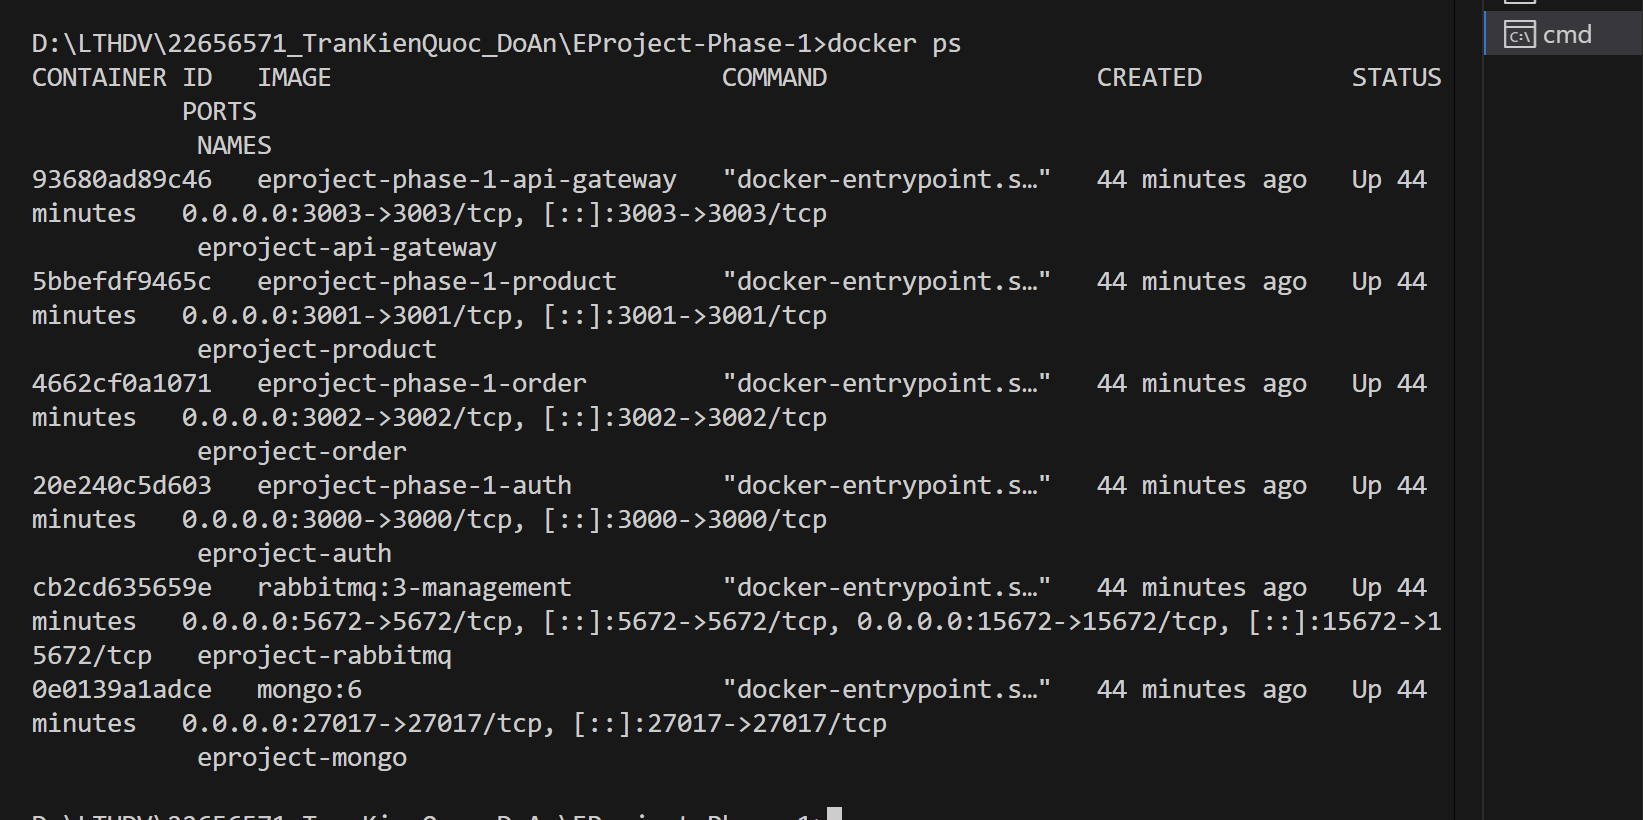 D:\LTHDV\22656571_TranKienQuoc_DoAn\EProject-Phase-1>docker ps
cmd
CONTAINER ID   IMAGE                          COMMAND                  CREATED          STATUS
          PORTS
           NAMES
93680ad89c46   eproject-phase-1-api-gateway   "docker-entrypoint.s…"   44 minutes ago   Up 44
minutes   0.0.0.0:3003->3003/tcp, [::]:3003->3003/tcp
           eproject-api-gateway
5bbefdf9465c   eproject-phase-1-product       "docker-entrypoint.s…"   44 minutes ago   Up 44
minutes   0.0.0.0:3001->3001/tcp, [::]:3001->3001/tcp
           eproject-product
4662cf0a1071   eproject-phase-1-order         "docker-entrypoint.s…"   44 minutes ago   Up 44
minutes   0.0.0.0:3002->3002/tcp, [::]:3002->3002/tcp
           eproject-order
20e240c5d603   eproject-phase-1-auth          "docker-entrypoint.s…"   44 minutes ago   Up 44
minutes   0.0.0.0:3000->3000/tcp, [::]:3000->3000/tcp
           eproject-auth
cb2cd635659e   rabbitmq:3-management          "docker-entrypoint.s…"   44 minutes ago   Up 44
minutes   0.0.0.0:5672->5672/tcp, [::]:5672->5672/tcp, 0.0.0.0:15672->15672/tcp, [::]:15672->1
5672/tcp   eproject-rabbitmq
0e0139a1adce   mongo:6                        "docker-entrypoint.s…"   44 minutes ago   Up 44
minutes   0.0.0.0:27017->27017/tcp, [::]:27017->27017/tcp
           eproject-mongo
D:\LTHDV\22656571_TranKienQuoc_DoAn\EProject-Phase-1>